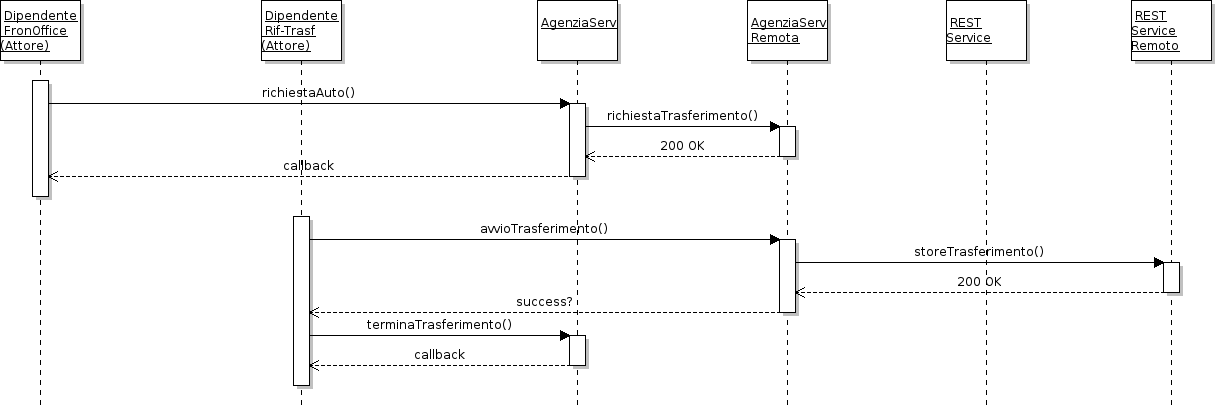 Dipendente
FronOffice
(Attore)
Dipendente
Rif-Trasf
(Attore)
AgenziaServ
AgenziaServ
Remota
REST
Service
REST
Service
Remoto
richiestaAuto()
richiestaTrasferimento()
200 OK
callback
avvioTrasferimento()
storeTrasferimento()
200 OK
success?
terminaTrasferimento()
callback